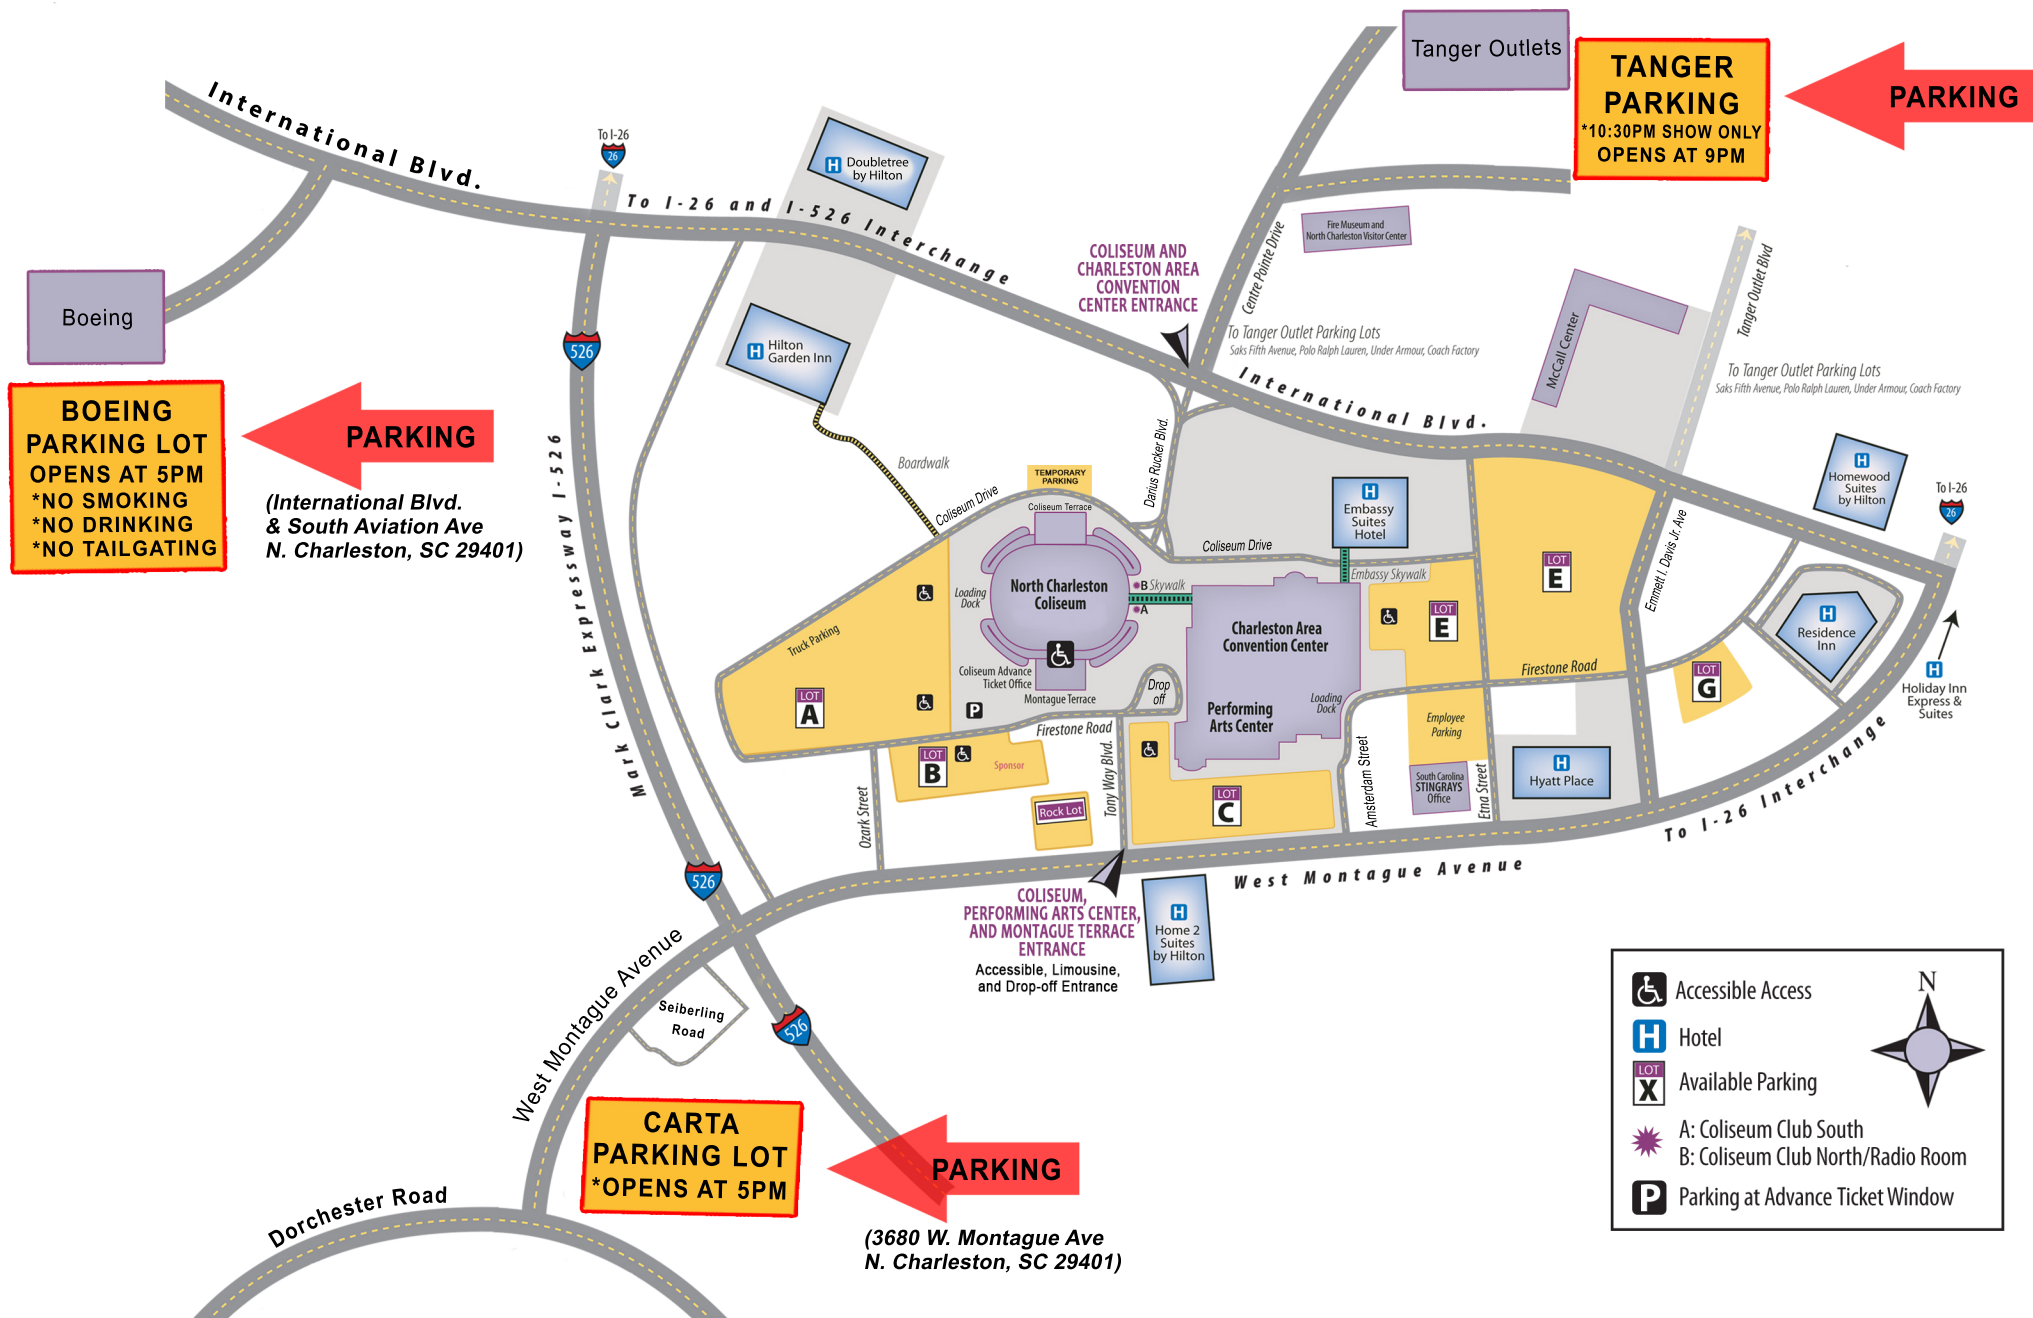 International Blvd.
To I-26
26
To I-26 and I-526 Interchange
Doubletree
by Hilton
Hilton
Garden Inn
Boardwalk
Boeing
BOEING
PARKING LOT
OPENS AT 5PM
*NO SMOKING
*NO DRINKING
*NO TAILGATING
PARKING
(International Blvd.
& South Aviation Ave
N. Charleston, SC 29401)
526
Mark Clark Expressway I-526
Tanger Outlets
TANGER
PARKING
*10:30PM SHOW ONLY
OPENS AT 9PM
PARKING
Fire Museum and
North Charleston Visitor Center
Centre Pointe Drive
COLISEUM AND
CHARLESTON AREA
CONVENTION
CENTER ENTRANCE
To Tanger Outlet Parking Lots
Saks Fifth Avenue, Polo Ralph Lauren, Under Armour, Coach Factory
McCall Center
Tanger Outlet Blvd
To Tanger Outlet Parking Lots
Saks Fifth Avenue, Polo Ralph Lauren, Under Armour, Coach Factory
International Blvd.
Homewood
Suites
by Hilton
To I-26
26
Darius Rucker Blvd.
TEMPORARY
PARKING
Coliseum Drive
Coliseum Terrace
Embassy
Suites
Hotel
Coliseum Drive
Embassy Skywalk
LOT
E
Emmett I. Davis Jr. Ave
Residence
Inn
Holiday Inn
Express &
Suites
Loading
Dock
North Charleston
Coliseum
B Skywalk
A
Charleston Area
Convention Center
LOT
E
Truck Parking
Coliseum Advance
Ticket Office
Montague Terrace
Drop
off
Performing
Arts Center
Loading
Dock
Firestone Road
LOT
G
LOT
A
P
Firestone Road
LOT
B
Sponsor
Rock Lot
Ozark Street
Tony Way Blvd.
LOT
C
Amsterdam Street
Employee
Parking
South Carolina
STINGRAYS
Office
Etna Street
Hyatt Place
To I-26 Interchange
West Montague Avenue
526
COLISEUM,
PERFORMING ARTS CENTER,
AND MONTAGUE TERRACE
ENTRANCE
Accessible, Limousine,
and Drop-off Entrance
Home 2
Suites
by Hilton
West Montague Avenue
Seiberling
Road
526
CARTA
PARKING LOT
*OPENS AT 5PM
PARKING
(3680 W. Montague Ave
N. Charleston, SC 29401)
Dorchester Road
N
Accessible Access
H Hotel
LOT
X Available Parking
A: Coliseum Club South
B: Coliseum Club North/Radio Room
P Parking at Advance Ticket Window